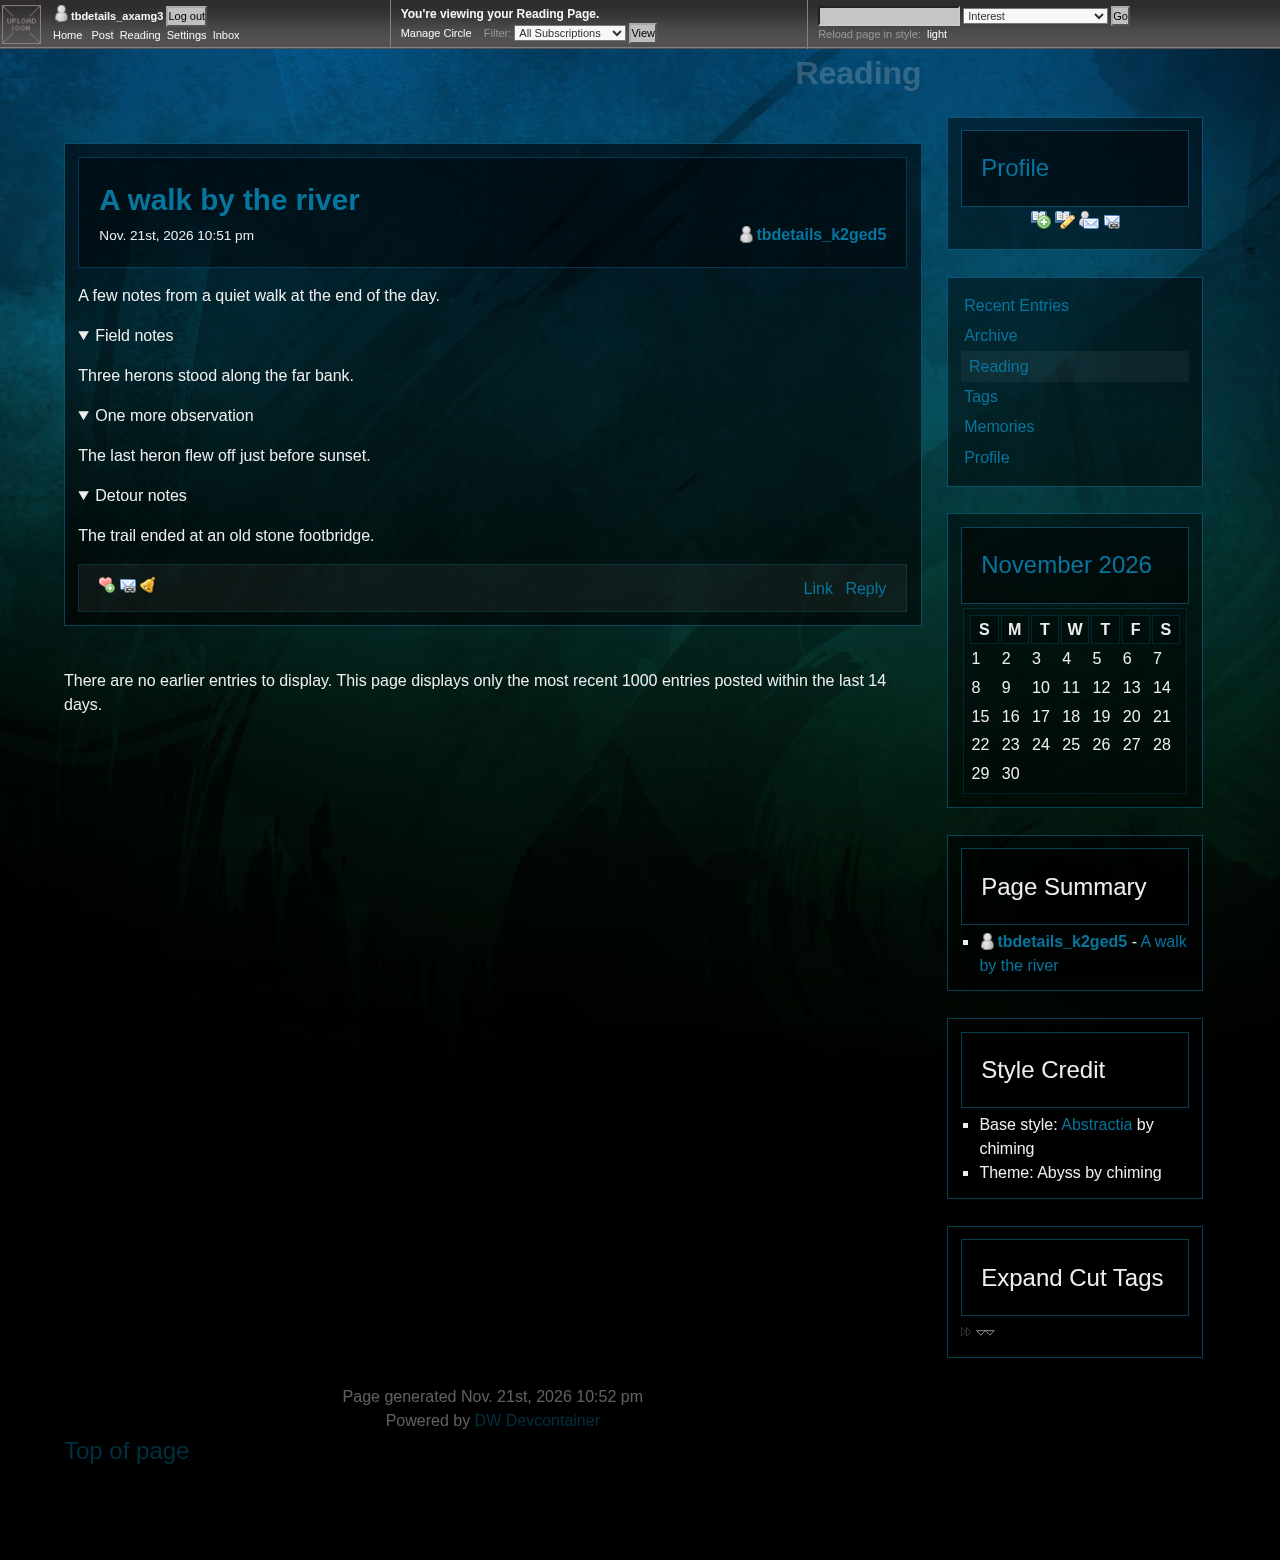 UPLOAD ICON
tbdetails_axamg3 Log out
Home Post Reading Settings Inbox
You're viewing your Reading Page.
Manage Circle Filter: All Subscriptions View
Interest Go
Reload page in style: light
Reading
A walk by the river
Nov. 21st, 2026 10:51 pm
tbdetails_k2ged5
A few notes from a quiet walk at the end of the day.
Field notes
Three herons stood along the far bank.
One more observation
The last heron flew off just before sunset.
Detour notes
The trail ended at an old stone footbridge.
Link Reply
There are no earlier entries to display. This page displays only the most recent 1000 entries posted within the last 14
days.
Profile
Recent Entries
Archive
Reading
Tags
Memories
Profile
November 2026
S M T W T F S
1 2 3 4 5 6 7
8 9 10 11 12 13 14
15 16 17 18 19 20 21
22 23 24 25 26 27 28
29 30
Page Summary
tbdetails_k2ged5 - A walk
by the river
Style Credit
Base style: Abstractia by
chiming
Theme: Abyss by chiming
Expand Cut Tags
Page generated Nov. 21st, 2026 10:52 pm
Powered by DW Devcontainer
Top of page